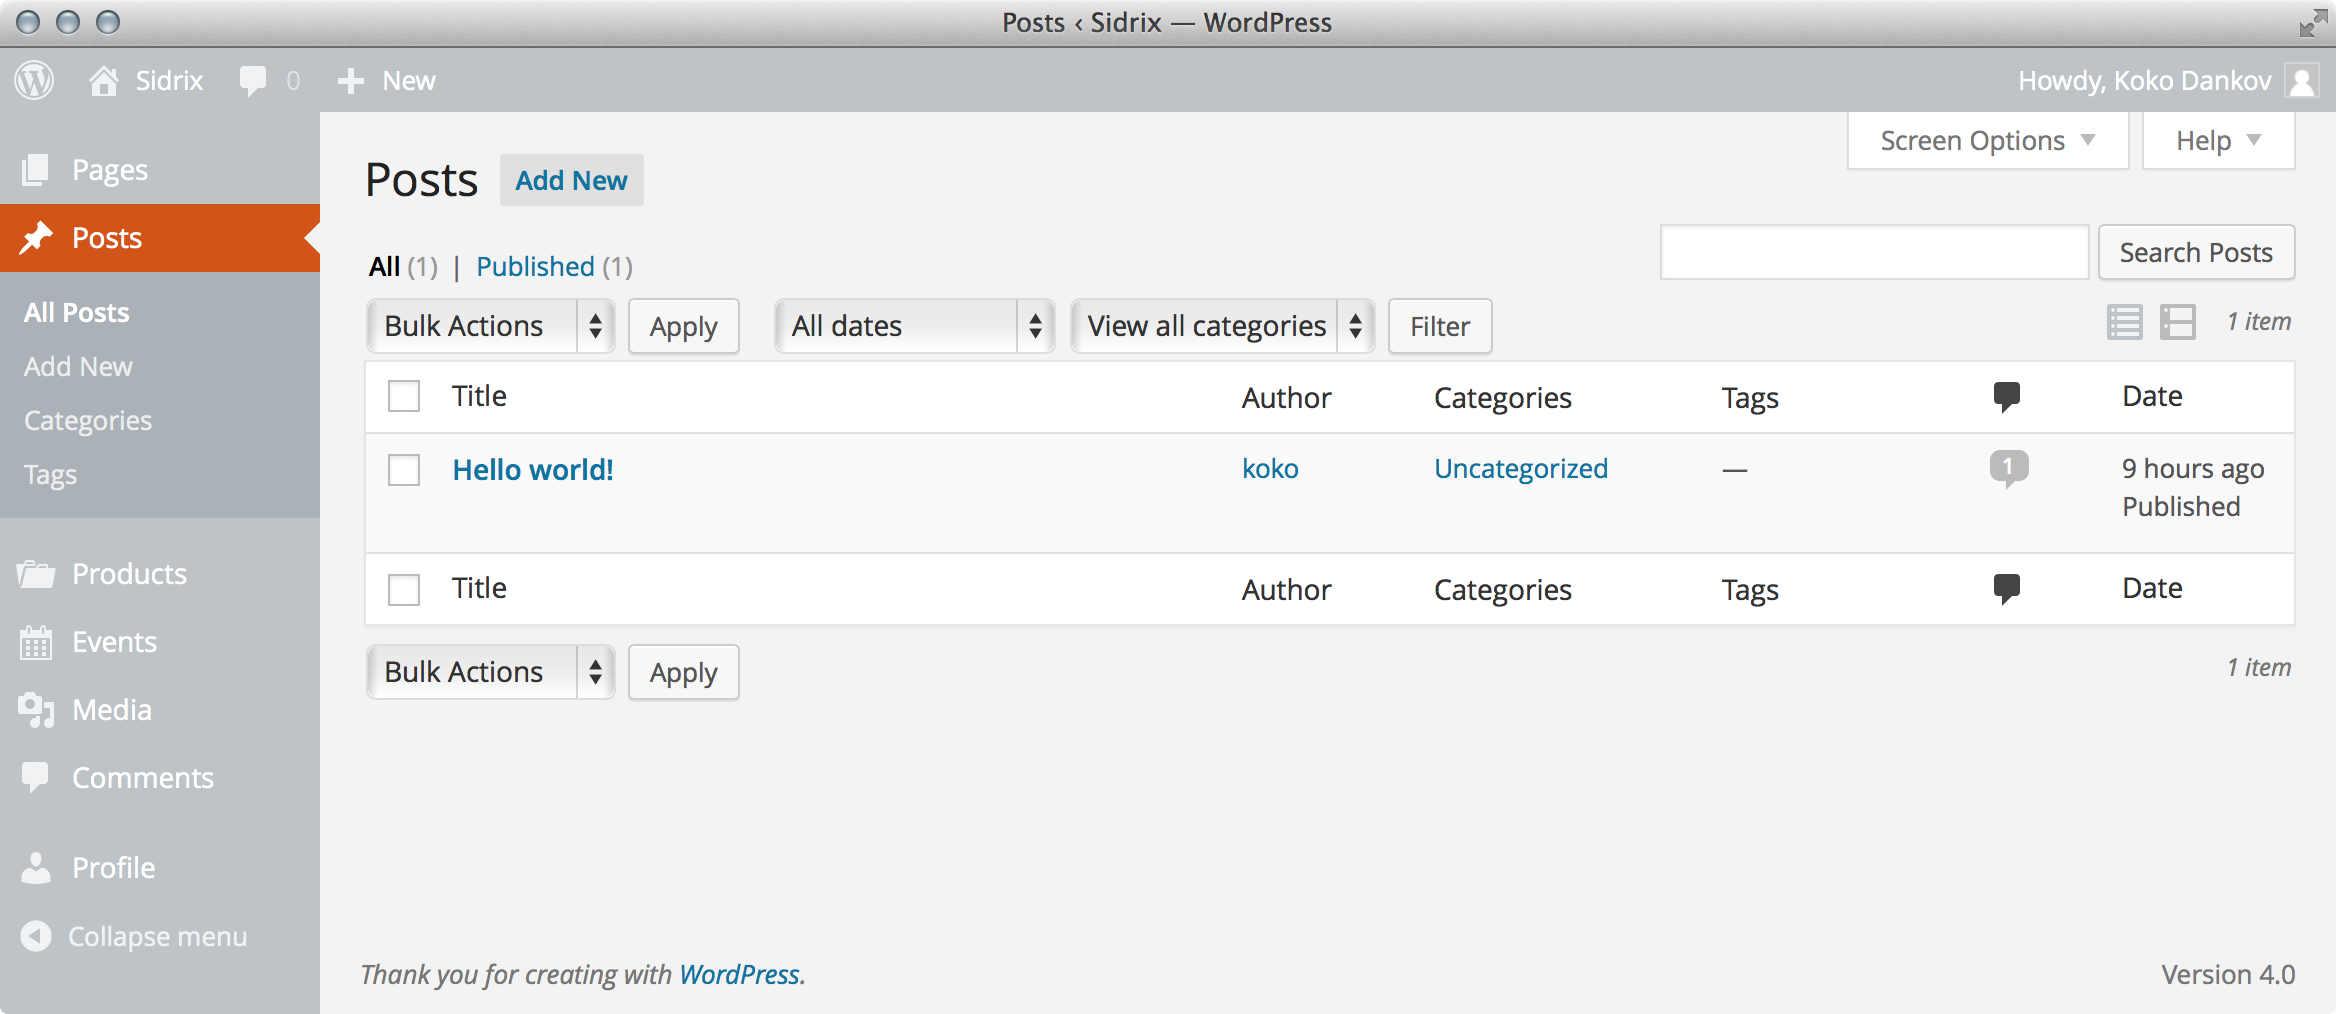 Posts ‹ Sidrix — WordPress
Sidrix 0 New Howdy, Koko Dankov
Screen Options Help
Pages
Posts
All Posts
Add New
Categories
Tags
Products
Events
Media
Comments
Profile
Collapse menu
Posts Add New
All (1) | Published (1)
Search Posts
Bulk Actions Apply All dates View all categories Filter 1 item
Title Author Categories Tags Date
Hello world! koko Uncategorized — 1 9 hours ago
Published
Title Author Categories Tags Date
Bulk Actions Apply 1 item
Thank you for creating with WordPress. Version 4.0